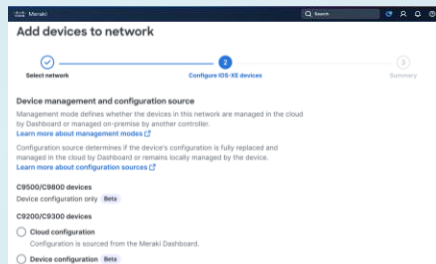 Meraki
Search
Add devices to network
2
3
Select network
Configure IOS-XE devices
Summary
Device management and configuration source
Management mode defines whether the devices in this network are managed in the cloud
by Dashboard or managed on-premise by another controller.
Learn more about management modes
Configuration source determines if the device's configuration is fully replaced and
managed in the cloud by Dashboard or remains locally managed by the device.
Learn more about configuration sources
C9500/C9800 devices
Device configuration only Beta
C9200/C9300 devices
Cloud configuration
Configuration is sourced from the Meraki Dashboard.
Device configuration Beta